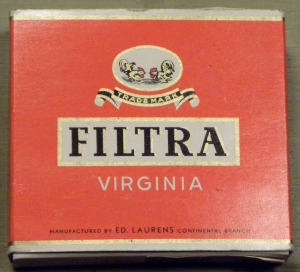 TRADE MARK
FILTRA
VIRGINIA
MANUFACTURED BY ED. LAURENS CONTINENTAL BRANCH